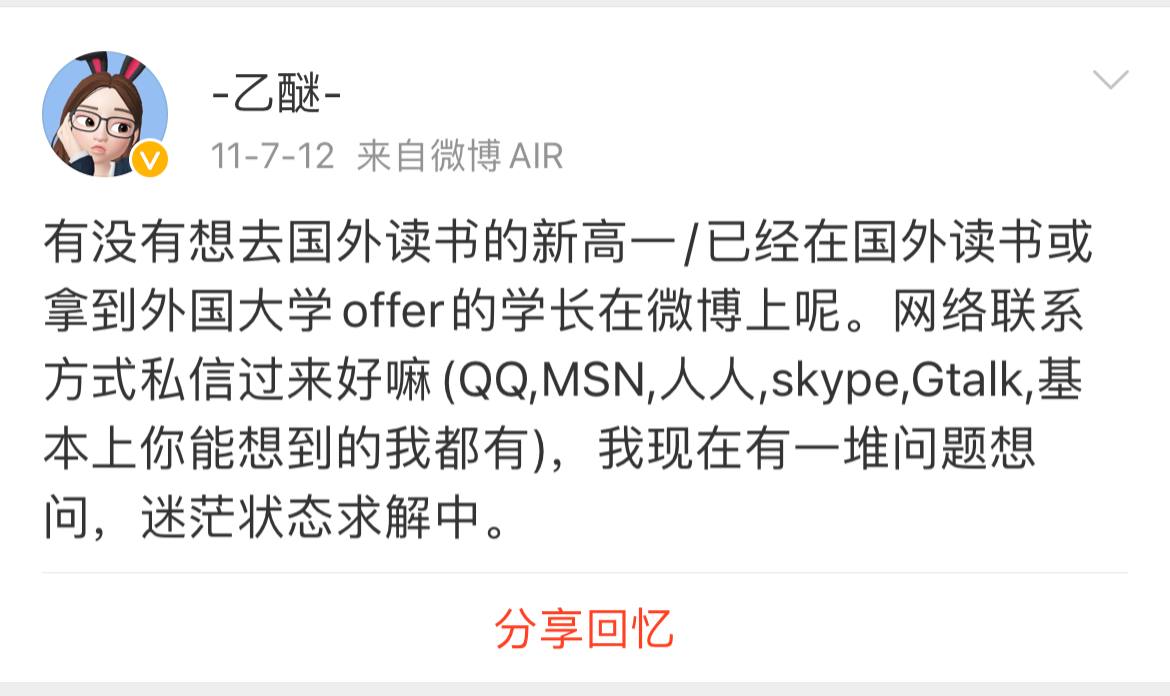 -乙醚-
11-7-12 来自微博 AIR
有没有想去国外读书的新高一/已经在国外读书或
拿到外国大学offer的学长在微博上呢。网络联系
方式私信过来好嘛(QQ,MSN,人人,skype,Gtalk,基
本上你能想到的我都有)，我现在有一堆问题想
问，迷茫状态求解中。
分享回忆